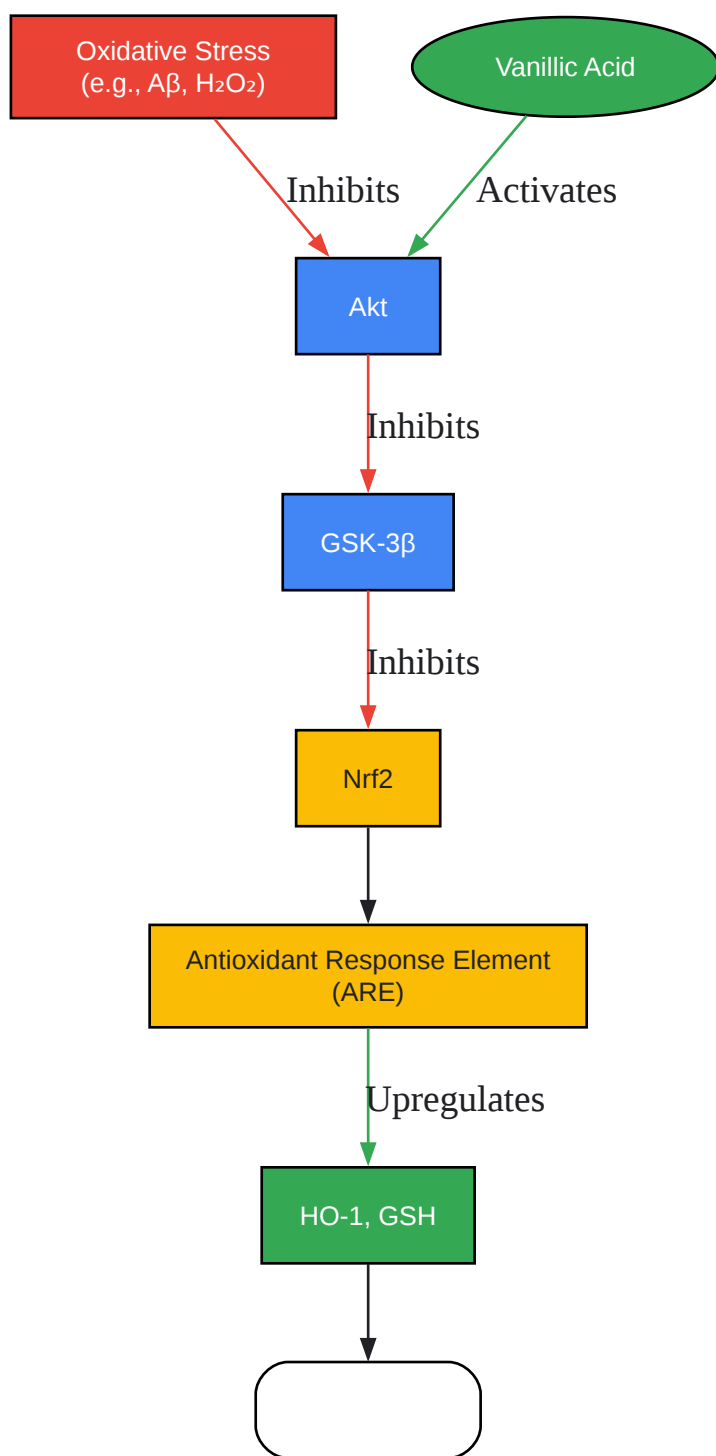 Oxidative Stress
(e.g., Aβ, H₂O₂)
Vanillic Acid
Inhibits
Activates
Akt
Inhibits
GSK-3β
Inhibits
Nrf2
Antioxidant Response Element
(ARE)
Upregulates
HO-1, GSH